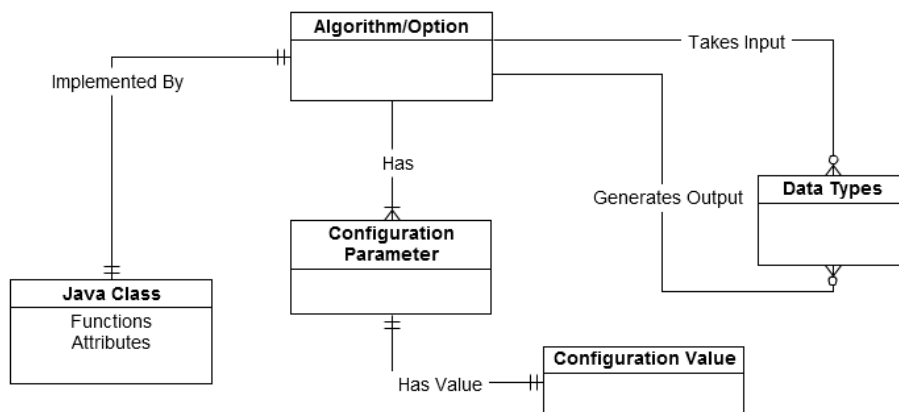 Algorithm/Option
Takes Input
Implemented By
Has
Data Types
Generates Output
Configuration
Parameter
Java Class
Functions
Attributes
Configuration Value
Has Value